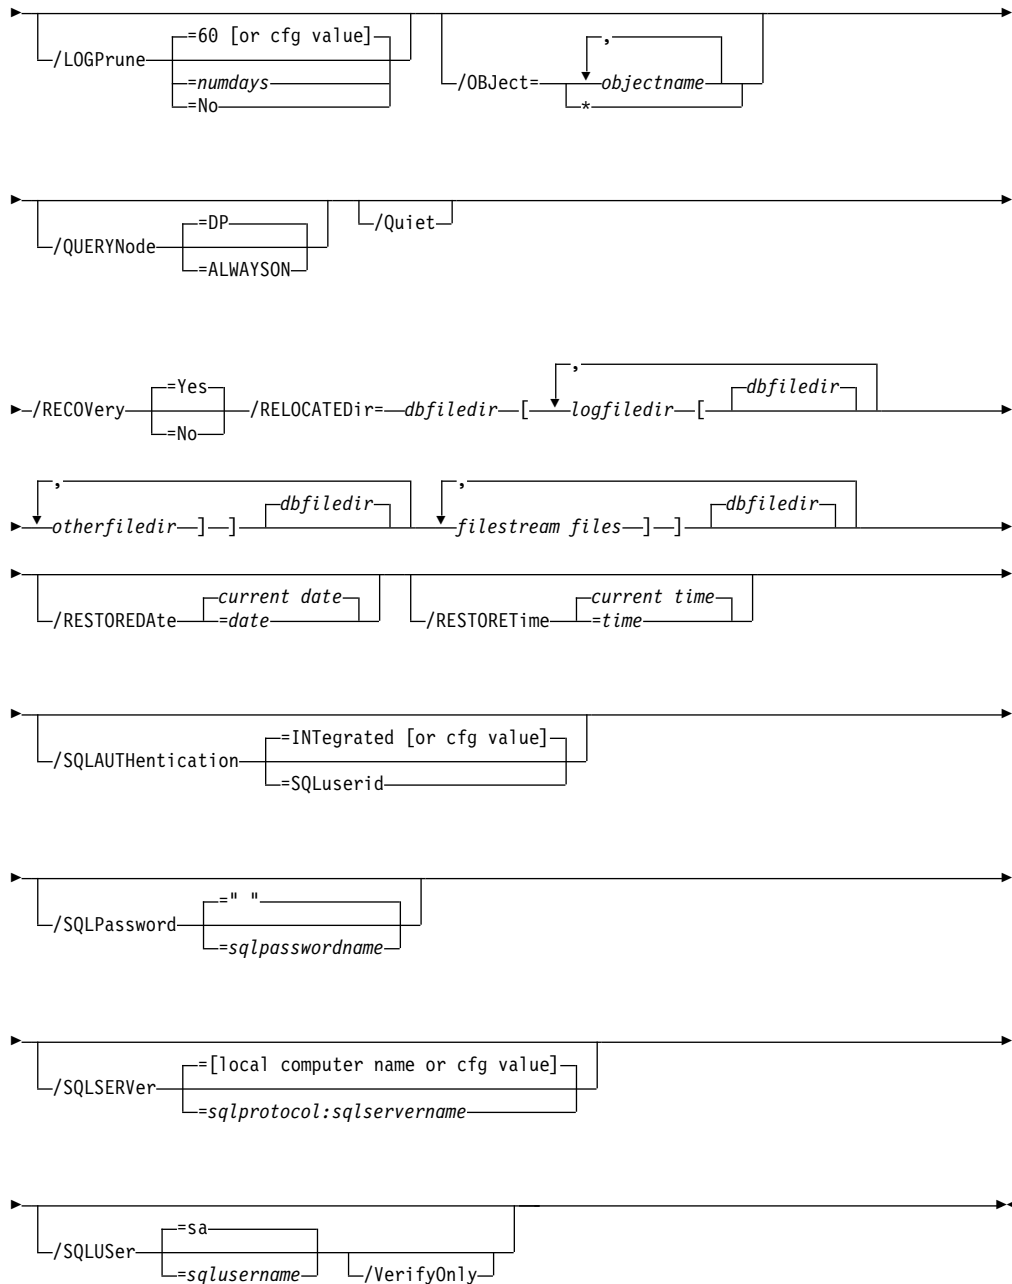 =60 [or cfg value]
,
/LOGPrune
/OBJect=
objectname
=numdays
*
=No
=DP
/Quiet
/QUERYNode
=ALWAYSON
,
=Yes
dbfiledir
/RECOVery
/RELOCATEDir=
dbfiledir
[
logfiledir
[
=No
,
,
dbfiledir
dbfiledir
otherfiledir
]
]
filestream files
]
]
current date
current time
/RESTOREDAte
=date
/RESTORETime
=time
=INTegrated [or cfg value]
/SQLAUTHentication
=SQLuserid
=" "
/SQLPassword
=sqlpasswordname
=[local computer name or cfg value]
/SQLSERVer
=sqlprotocol:sqlservername
=sa
/SQLUSer
=sqlusername
/VerifyOnly